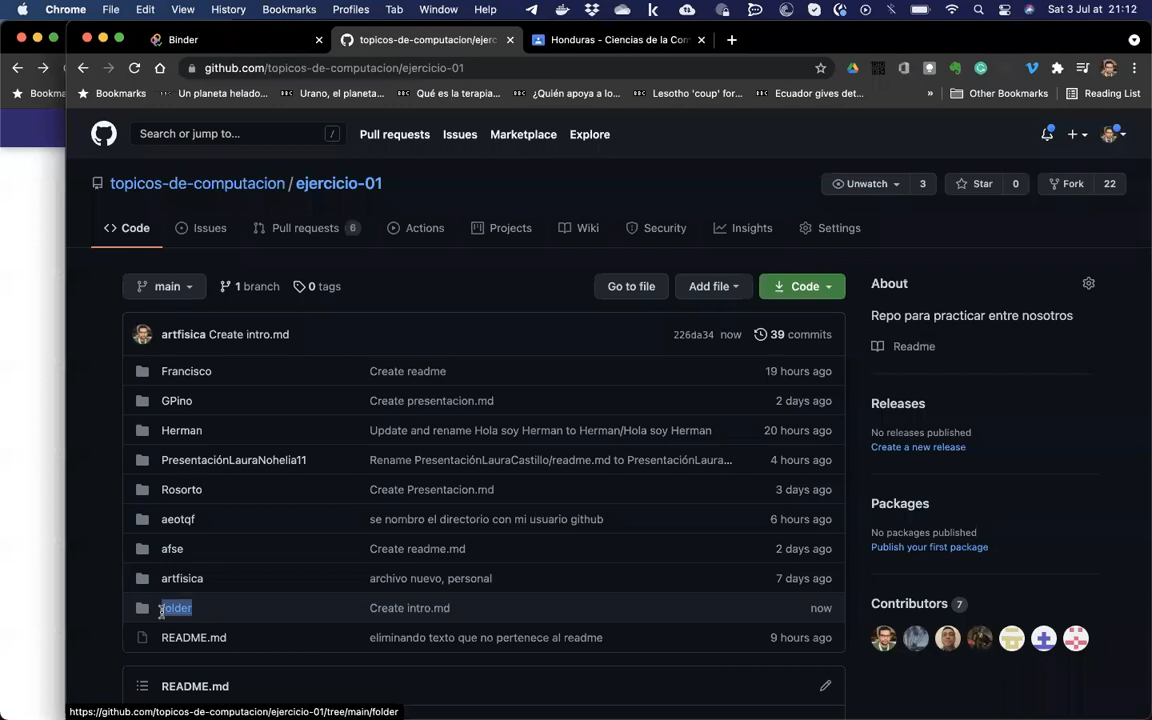 Chrome File Edit View History Bookmarks Profiles Tab Window Help Sat 3 Jul at 21:12
Binder
topicos-de-computacion/ejerc
Honduras - Ciencias de la Com
github.com/topicos-de-computacion/ejercicio-01
Bookma
Bookmarks
Un planeta helado...
Urano, el planeta...
Qué es la terapia...
¿Quién apoya a lo...
Lesotho 'coup' for...
Ecuador gives det...
»
Other Bookmarks
Reading List
Search or jump to...
/
Pull requests
Issues
Marketplace
Explore
topicos-de-computacion / ejercicio-01
Unwatch 3
Star 0
Fork 22
Code
Issues
Pull requests 6
Actions
Projects
Wiki
Security
Insights
Settings
main
1 branch
0 tags
Go to file
Add file
Code
artfisica Create intro.md 226da34 now 39 commits
Francisco Create readme 19 hours ago
GPino Create presentacion.md 2 days ago
Herman Update and rename Hola soy Herman to Herman/Hola soy Herman 20 hours ago
PresentaciónLauraNohelia11 Rename PresentaciónLauraCastillo/readme.md to PresentaciónLaura... 4 hours ago
Rosorto Create Presentacion.md 3 days ago
aeotqf se nombro el directorio con mi usuario github 6 hours ago
afse Create readme.md 2 days ago
artfisica archivo nuevo, personal 7 days ago
folder Create intro.md now
README.md eliminando texto que no pertenece al readme 9 hours ago
README.md
About
Repo para practicar entre nosotros
Readme
Releases
No releases published
Create a new release
Packages
No packages published
Publish your first package
Contributors 7
https://github.com/topicos-de-computacion/ejercicio-01/tree/main/folder